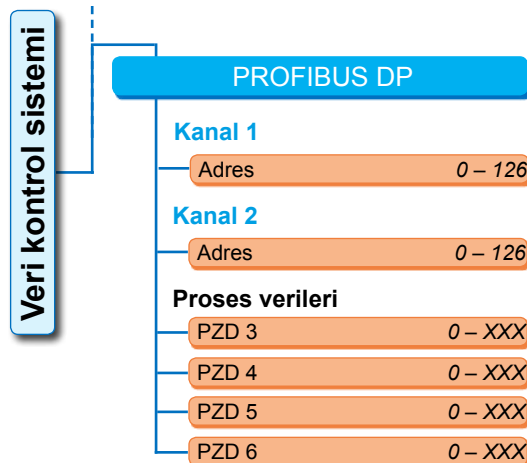 Veri kontrol sistemi
PROFIBUS DP
Kanal 1
Adres 0 – 126
Kanal 2
Adres 0 – 126
Proses verileri
PZD 3 0 – XXX
PZD 4 0 – XXX
PZD 5 0 – XXX
PZD 6 0 – XXX